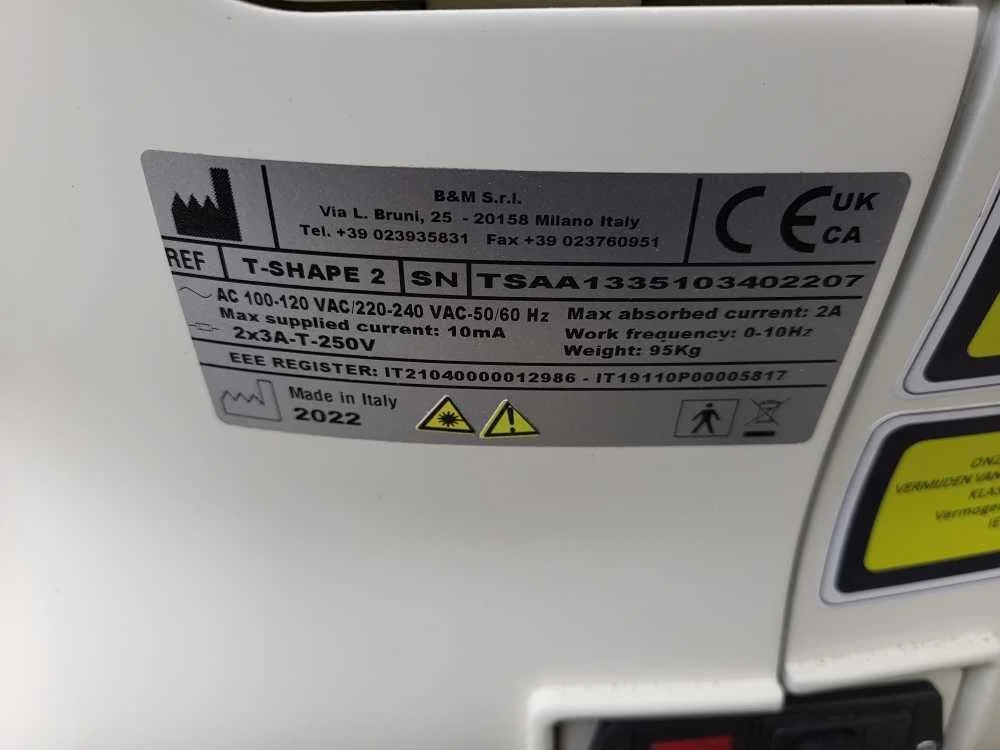 B&M S.r.l.
Via L. Bruni, 25 - 20158 Milano Italy
Tel. +39 023935831 Fax +39 023760951
CE UK
CA
REF T-SHAPE 2 SN TSAA1335103402207
AC 100-120 VAC/220-240 VAC-50/60 Hz Max absorbed current: 2A
Max supplied current: 10mA Work frequency: 0-10Hz
2x3A-T-250V Weight: 95Kg
EEE REGISTER: IT21040000012986 - IT19110P00005817
Made in Italy
2022
VERMIJDEN VAN